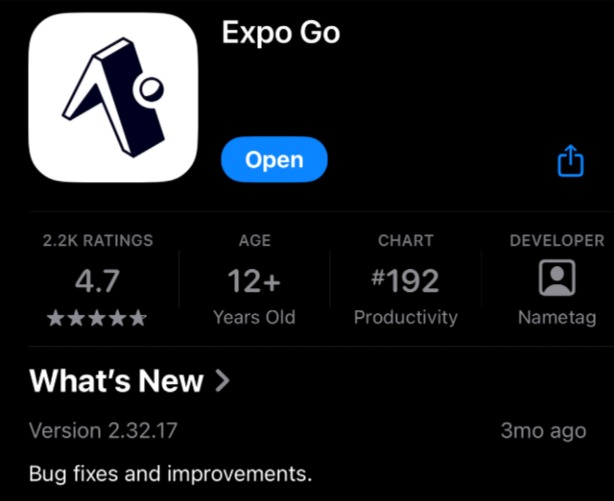 Expo Go
Open
2.2K RATINGS
AGE
CHART
DEVELOPER
4.7
12+
#192
Years Old
Productivity
Nametag
What's New >
Version 2.32.17
3mo ago
Bug fixes and improvements.